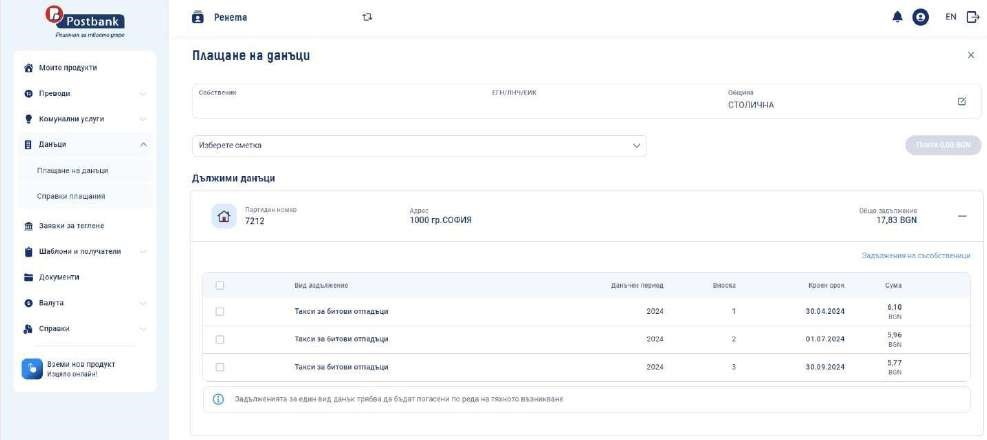 Postbank
Решения за твоето утре
Моите продукти
Преводи
Комунални услуги
Данъци
Плащане на данъци
Справки плащания
Заявки за теглене
Шаблони и получатели
Документи
Валута
Справки
Вземи нов продукт
Изцяло онлайн!
Ренета
EN
Плащане на данъци
Собственик
ЕГН/ЛНЧ/ЕИК
Община
СТОЛИЧНА
Изберете сметка
Плати 0,00 BGN
Дължими данъци
Партиден номер
7212
Адрес
1000 гр.СОФИЯ
Общо задължение
17,83 BGN
Задължения на съсобственици
Вид задължение Данъчен период Вноска Краен срок Сума
Такси за битови отпадъци 2024 1 30.04.2024 6,10 BGN
Такси за битови отпадъци 2024 2 01.07.2024 5,96 BGN
Такси за битови отпадъци 2024 3 30.09.2024 5,77 BGN
Задълженията за един вид данък трябва да бъдат погасени по реда на тяхното възникване